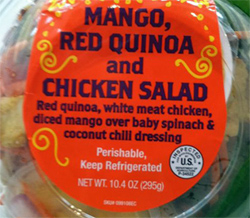 MANGO,
RED QUINOA
and
CHICKEN SALAD
Red quinoa, white meat chicken,
diced mango over baby spinach &
coconut chili dressing
Perishable,
Keep Refrigerated
NET WT. 10.4 OZ (295g)
INSPECTED
U.S.